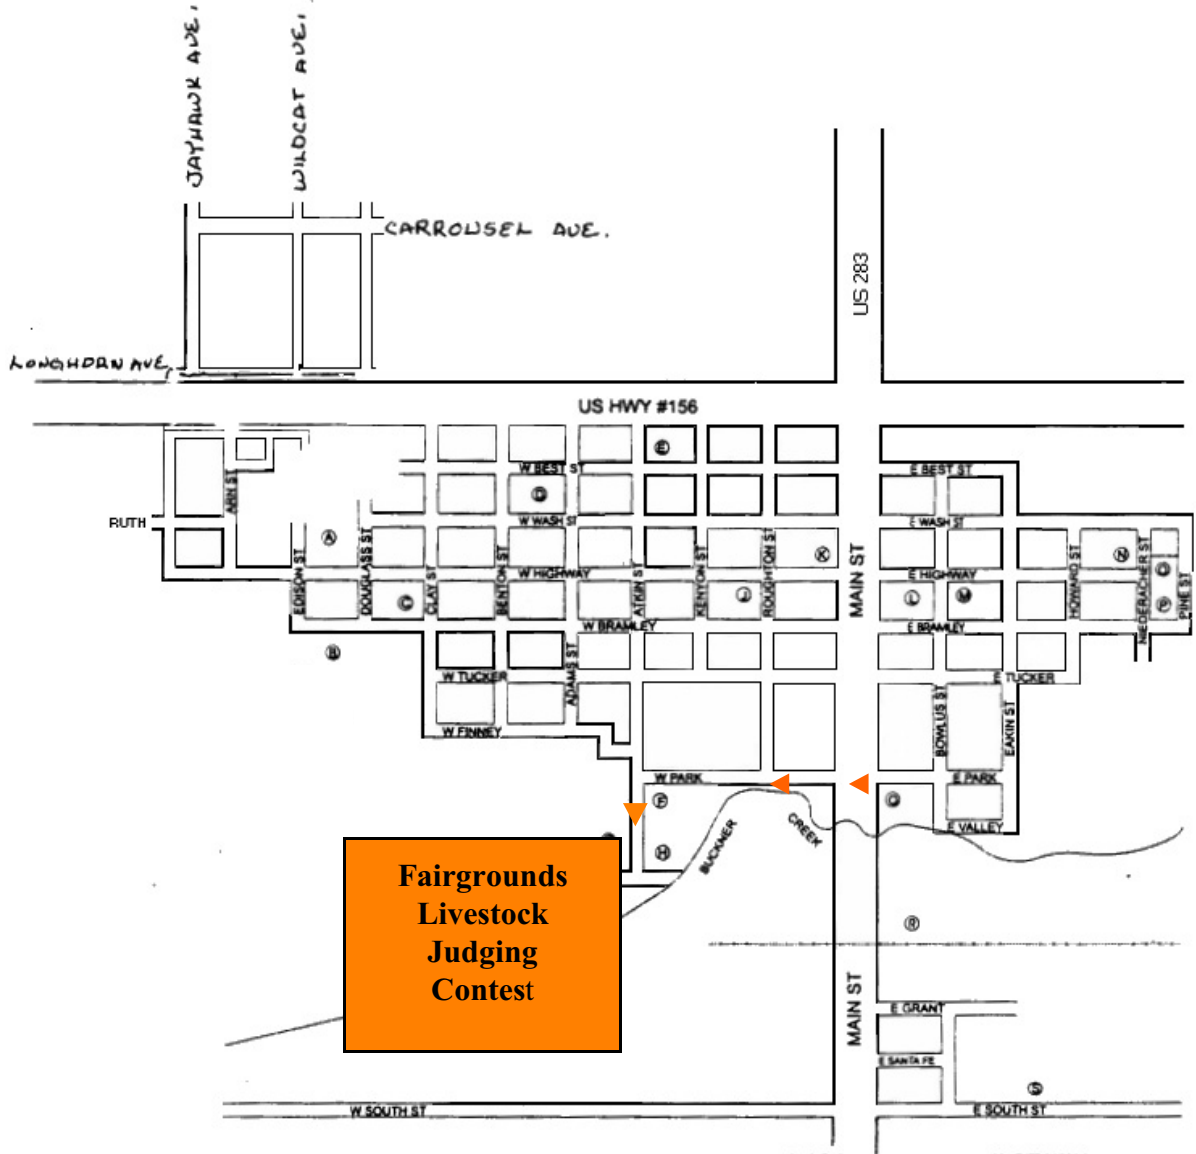 JAYHAWK AVE.
WILDCAT AVE.
CARROUSEL AVE.
US 283
LONGHORN AVE,
US HWY #156
E
W BEST ST
E BEST ST
ARN ST
D
RUTH
W WASH ST
E WASH ST
A
K
N
EDISON ST
DOUGLASS ST
CLAY ST
BENTON ST
W HIGHWAY
ATKIN ST
KENYON ST
ROUGHTON ST
MAIN ST
E HIGHWAY
HOWARD ST
NIEDERACHER ST
O
PINE ST
C
J
L
M
P
W BRAMLEY
E BRAMLEY
B
ADAMS ST
W TUCKER
E TUCKER
BOWLUS ST
EAKIN ST
W FINNEY
W PARK
E PARK
F
Q
E VALLEY
BUCKNER
CREEK
H
Fairgrounds
Livestock
Judging
Contest
R
MAIN ST
E GRANT
E SANTA FE
S
W SOUTH ST
E SOUTH ST